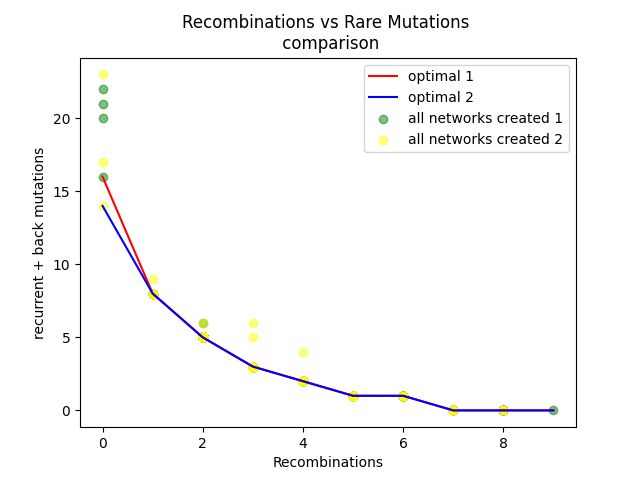 Recombinations vs Rare Mutations
comparison
optimal 1
optimal 2
all networks created 1
all networks created 2
recurrent + back mutations
20
15
10
5
0
0
2
4
6
8
Recombinations